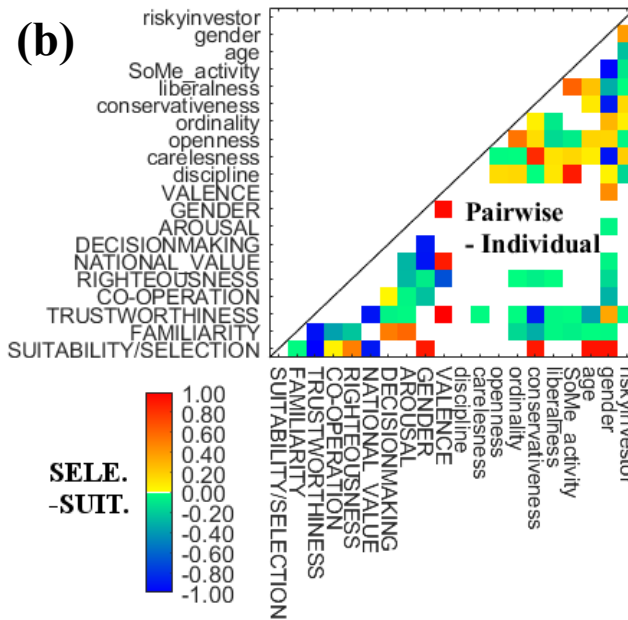 (b)
riskyinvestor
gender
age
SoMe_activity
liberalness
conservativeness
ordinality
openness
carelesness
discipline
VALENCE
GENDER
AROUSAL
DECISIONMAKING
NATIONAL_VALUE
RIGHTEOUSNESS
CO-OPERATION
TRUSTWORTHINESS
FAMILIARITY
SUITABILITY/SELECTION
Pairwise
- Individual
SUITABILITY/SELECTION
FAMILIARITY
TRUSTWORTHINESS
CO-OPERATION
RIGHTEOUSNESS
NATIONAL_VALUE
DECISIONMAKING
AROUSAL
GENDER
VALENCE
discipline
carelesness
openness
ordinality
conservativeness
liberalness
SoMe_activity
age
gender
riskyinvestor
SELE.
-SUIT.
1.00
0.80
0.60
0.40
0.20
0.00
-0.20
-0.40
-0.60
-0.80
-1.00